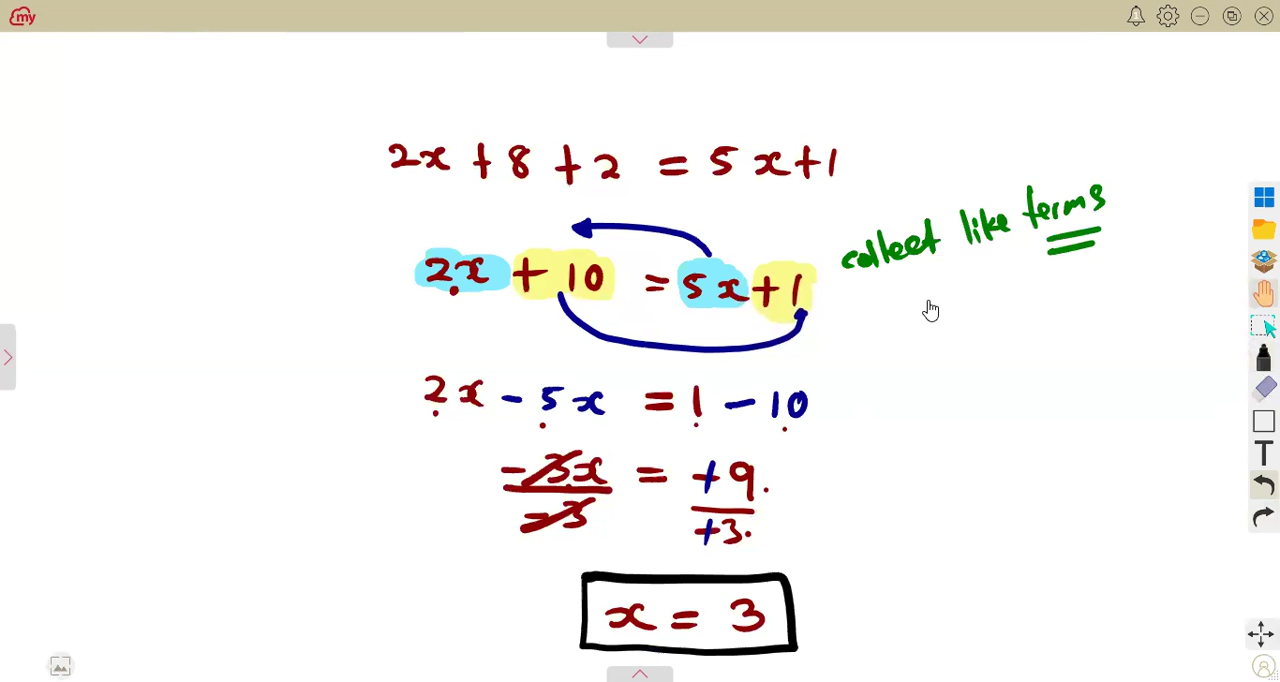 my
2x + 8 + 2 = 5x + 1
collect like terms
2x + 10 = 5x + 1
2x - 5x = 1 - 10
-3x = +9
-3 +3
x = 3
T